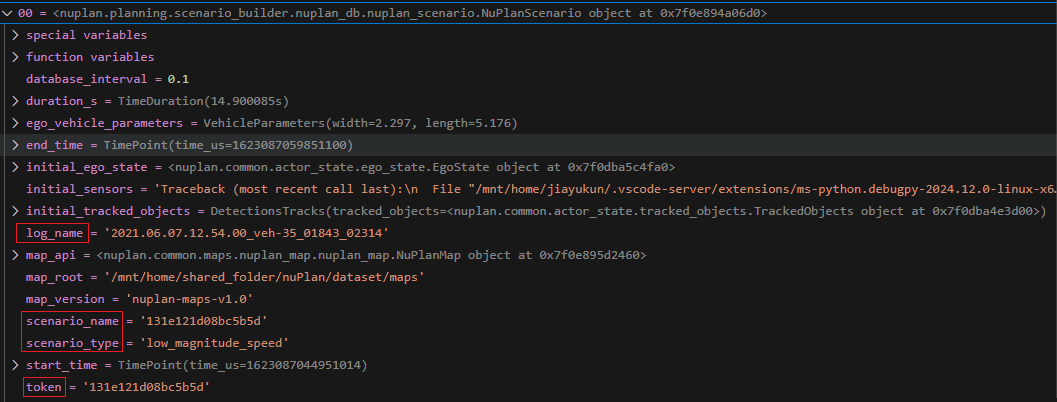 00 = <nuplan.planning.scenario_builder.nuplan_db.nuplan_scenario.NuPlanScenario object at 0x7f0e894a06d0>
special variables
function variables
database_interval = 0.1
duration_s = TimeDuration(14.900085s)
ego_vehicle_parameters = VehicleParameters(width=2.297, length=5.176)
end_time = TimePoint(time_us=1623087059851100)
initial_ego_state = <nuplan.common.actor_state.ego_state.EgoState object at 0x7f0dba5c4fa0>
initial_sensors = 'Traceback (most recent call last):\n  File "/mnt/home/jiayukun/.vscode-server/extensions/ms-python.debugpy-2024.12.0-linux-x6…
initial_tracked_objects = DetectionsTracks(tracked_objects=<nuplan.common.actor_state.tracked_objects.TrackedObjects object at 0x7f0dba4e3d00>)
log_name = '2021.06.07.12.54.00_veh-35_01843_02314'
map_api = <nuplan.common.maps.nuplan_map.nuplan_map.NuPlanMap object at 0x7f0e895d2460>
map_root = '/mnt/home/shared_folder/nuPlan/dataset/maps'
map_version = 'nuplan-maps-v1.0'
scenario_name = '131e121d08bc5b5d'
scenario_type = 'low_magnitude_speed'
start_time = TimePoint(time_us=1623087044951014)
token = '131e121d08bc5b5d'